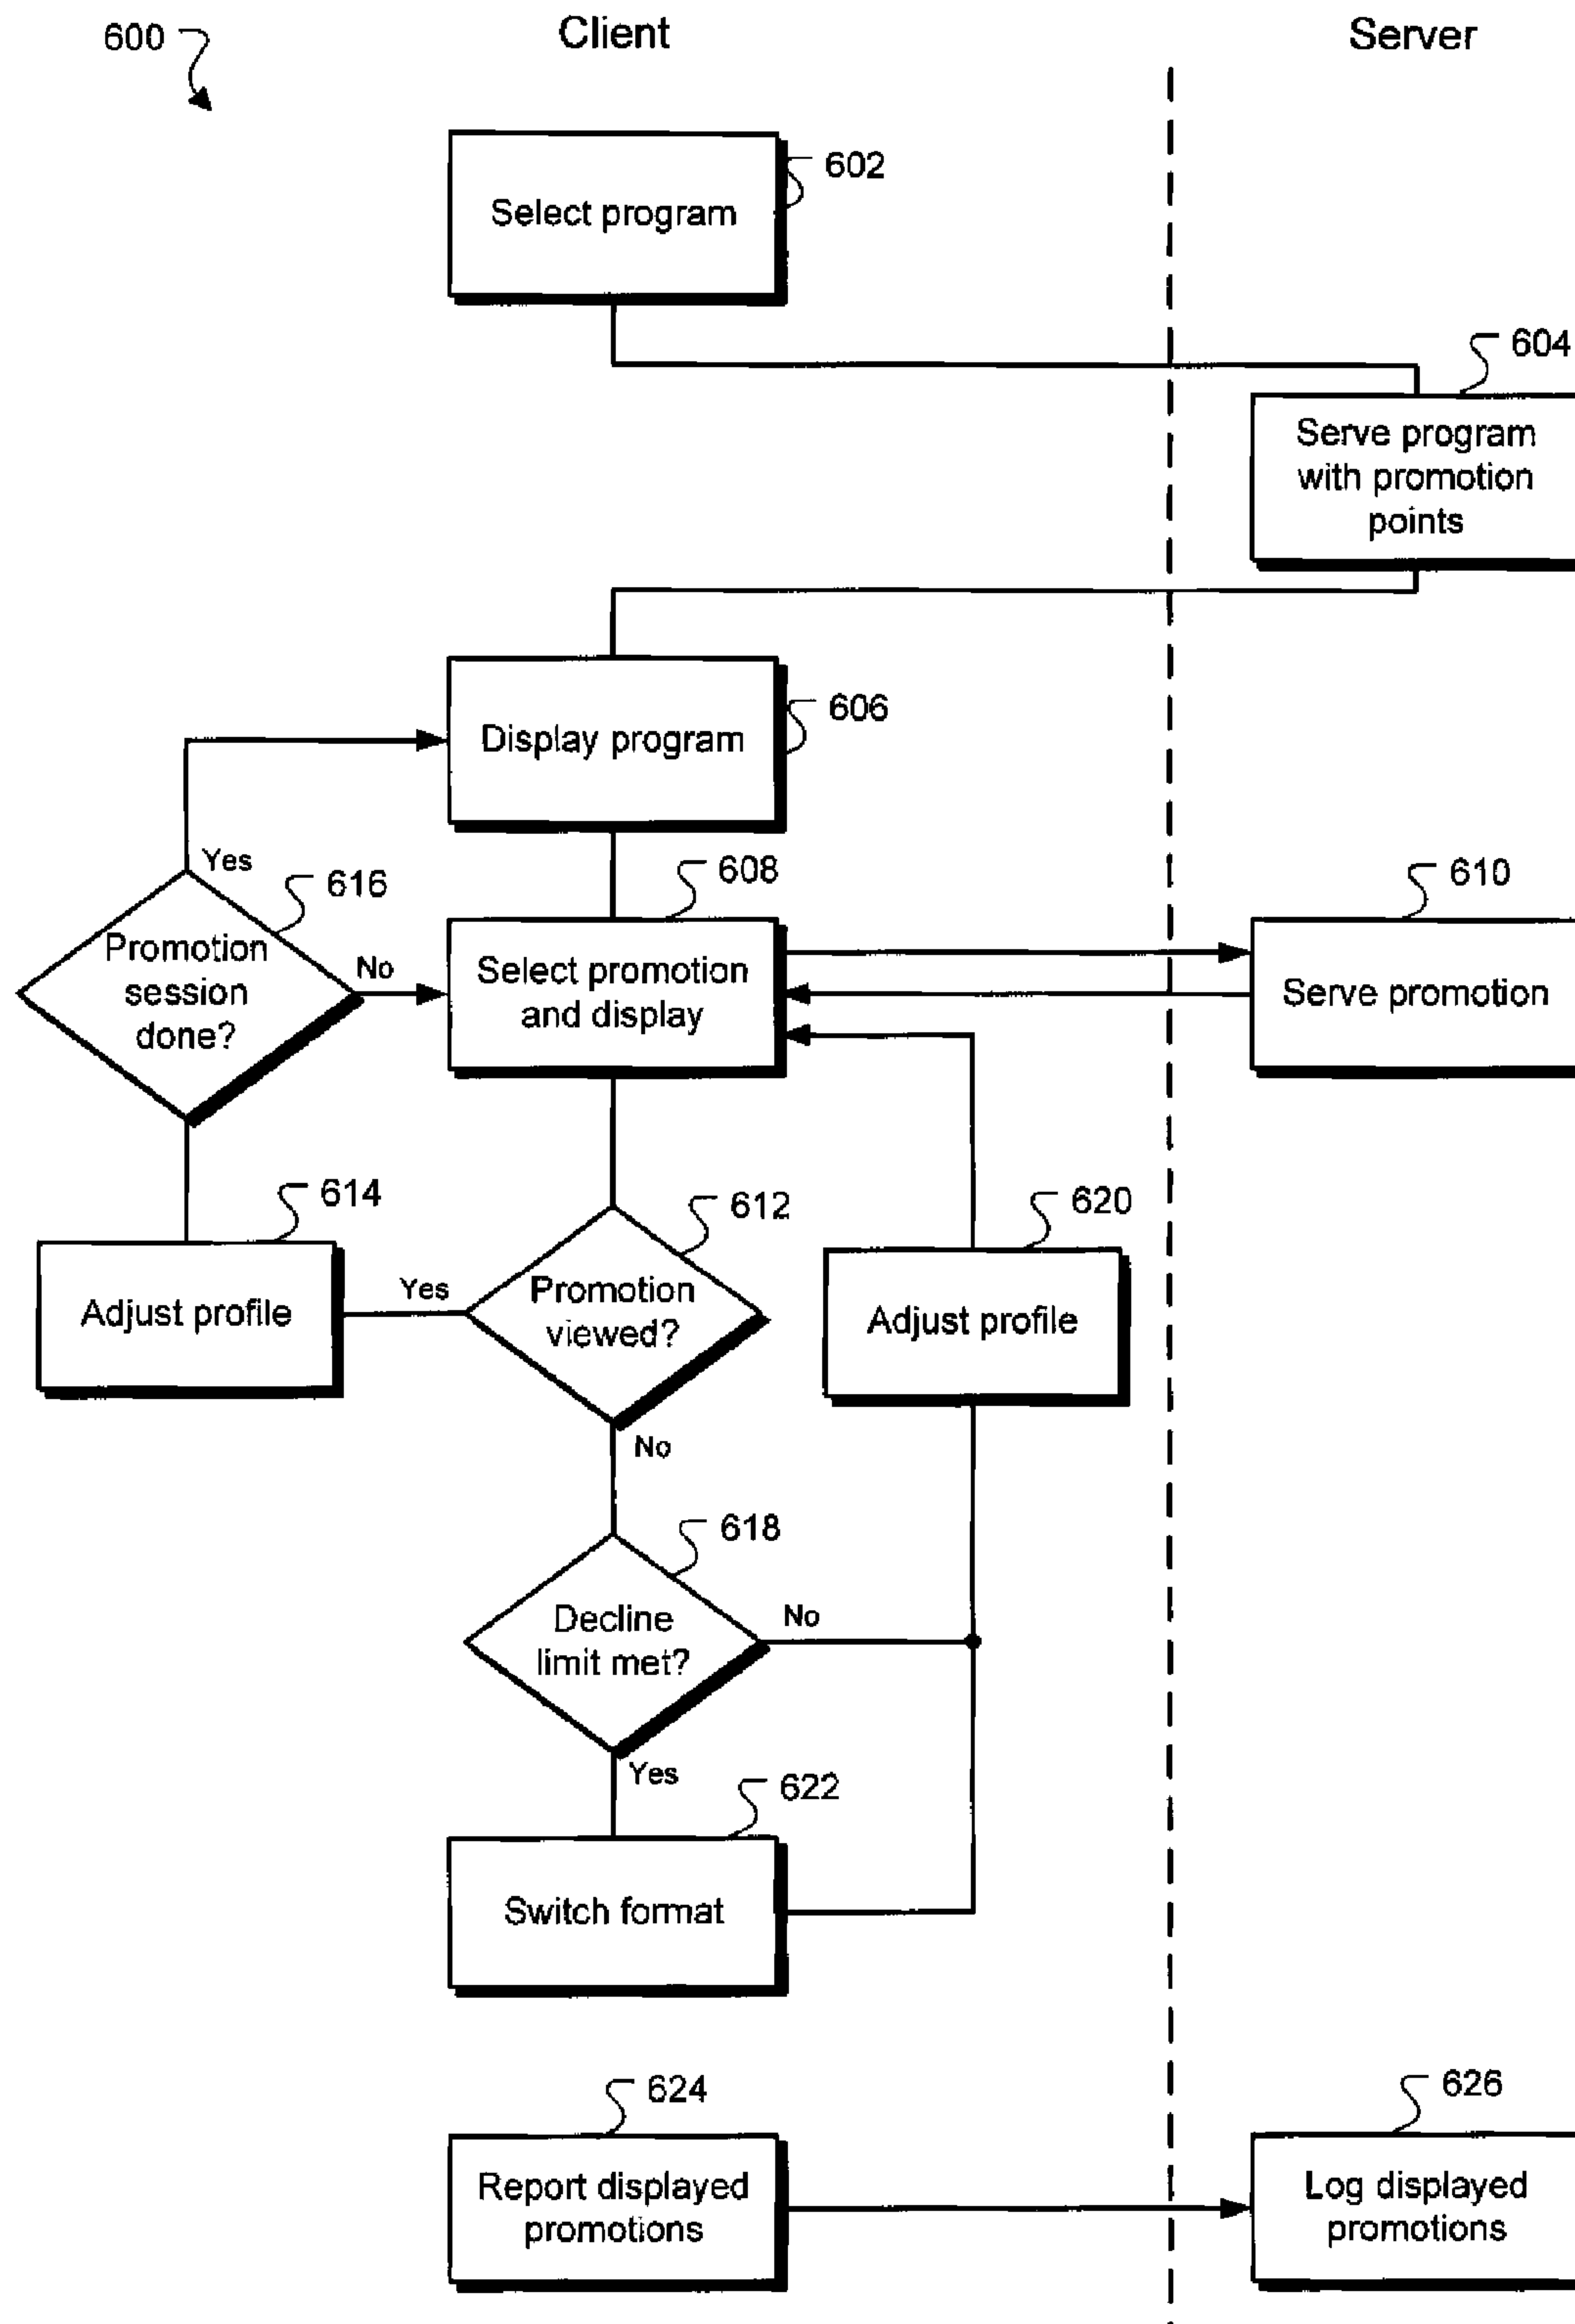 600
Client
Server
602
Select program
604
Serve program
with promotion
points
606
Display program
Yes
616
Promotion
session
done?
No
608
Select promotion
and display
610
Serve promotion
614
Adjust profile
Yes
612
Promotion
viewed?
No
620
Adjust profile
618
Decline
limit met?
No
Yes
622
Switch format
624
Report displayed
promotions
626
Log displayed
promotions